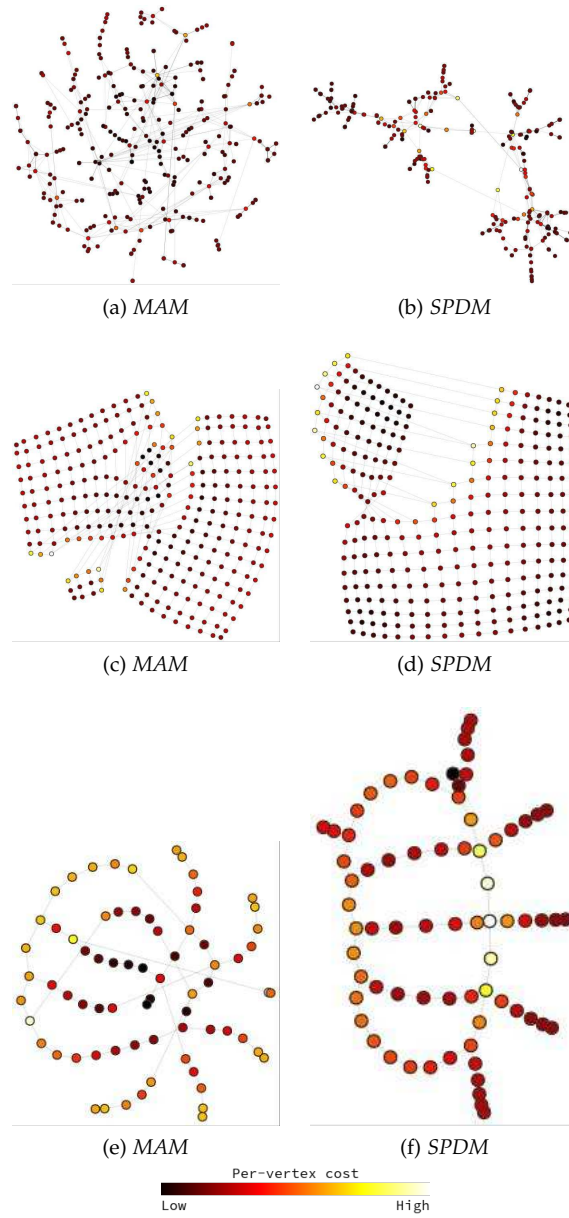 (a) MAM
(b) SPDM
(c) MAM
(d) SPDM
(e) MAM
(f) SPDM
Per-vertex cost
Low
High